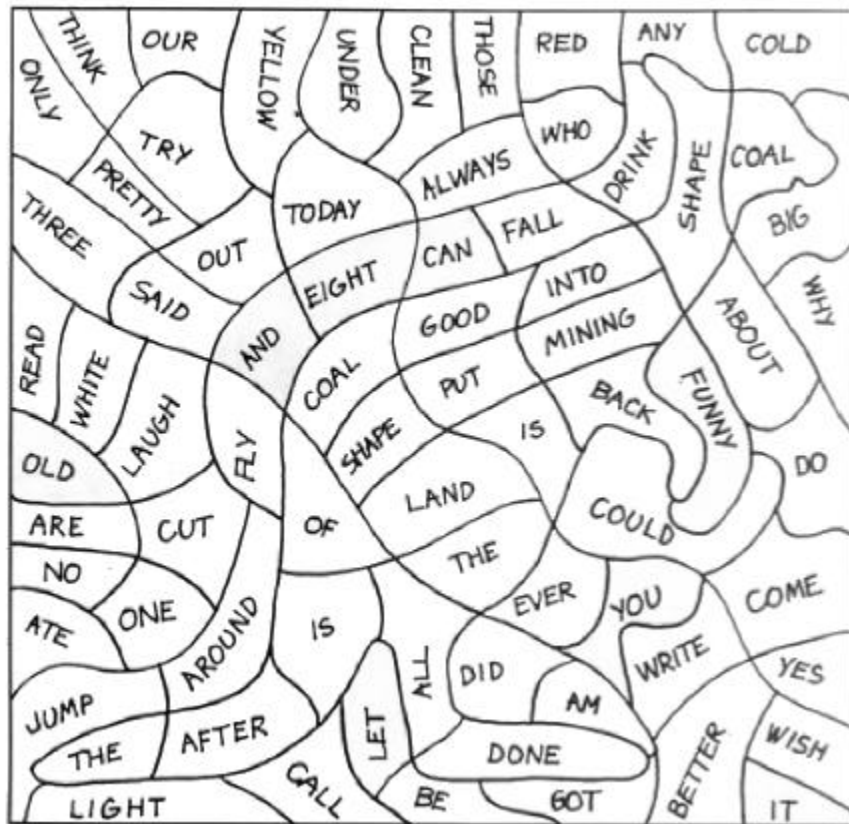 THINK OUR YELLOW UNDER CLEAN THOSE RED ANY COLD
ONLY TRY WHO DRINK SHAPE COAL
PRETTY TODAY ALWAYS
THREE OUT EIGHT CAN FALL BIG
SAID AND GOOD INTO ABOUT WHY
READ WHITE COAL PUT MINING
LAUGH FLY SHAPE IS BACK FUNNY
OLD LAND DO
ARE CUT OF COULD
NO THE
ATE ONE AROUND IS EVER YOU COME
JUMP ALL DID WRITE YES
THE AFTER LET AM
DONE BETTER WISH
LIGHT CALL BE GOT IT